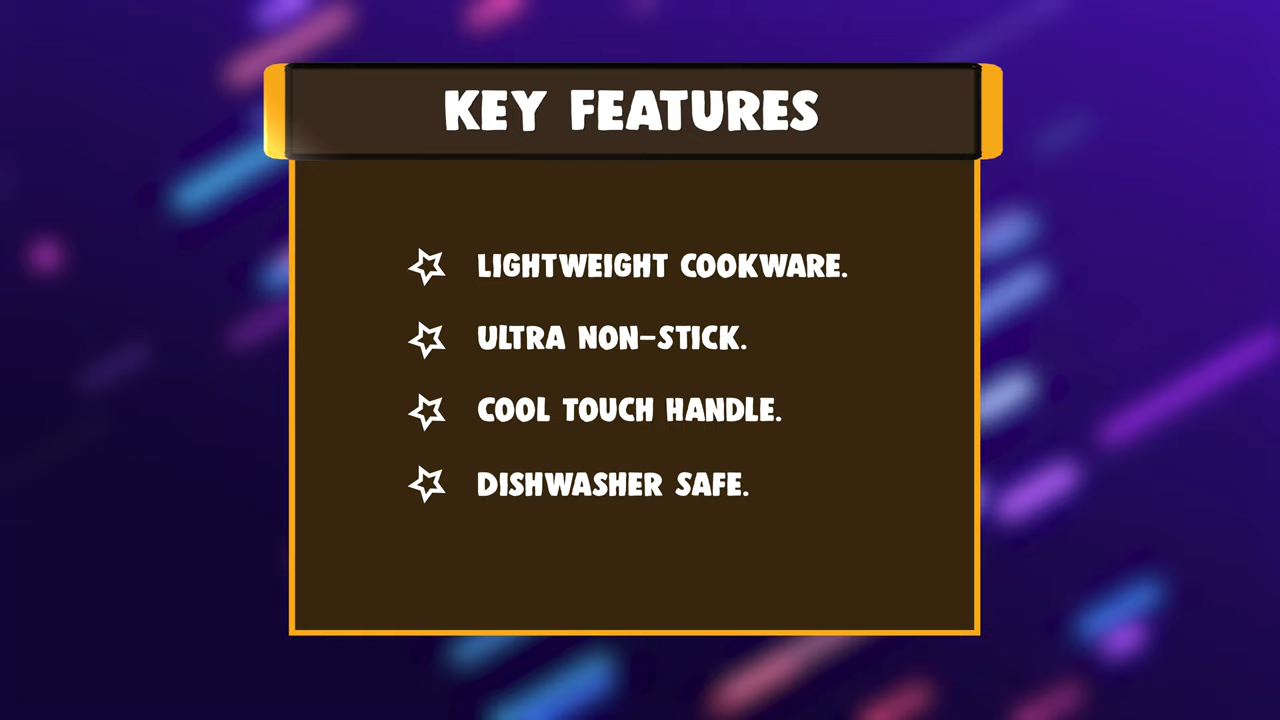 KEY FEATURES
LIGHTWEIGHT COOKWARE.
ULTRA NON-STICK.
COOL TOUCH HANDLE.
DISHWASHER SAFE.